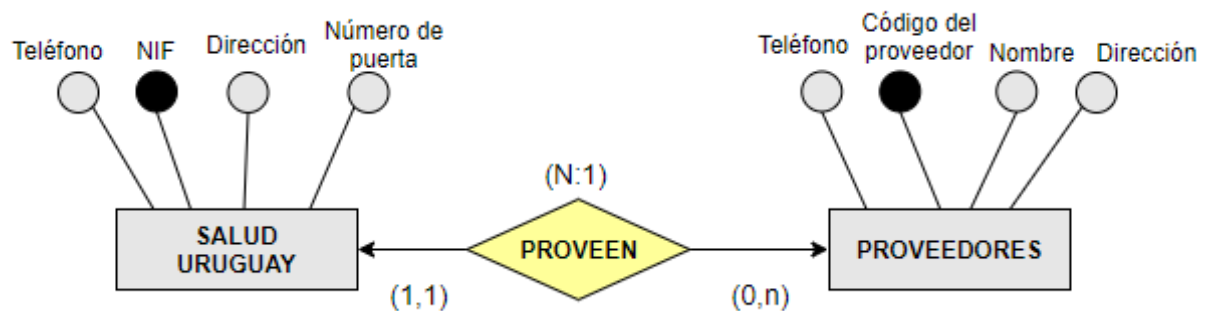 Teléfono
NIF
Dirección
Número de
puerta
Teléfono
Código del
proveedor
Nombre
Dirección
(N:1)
SALUD
URUGUAY
PROVEEN
PROVEEDORES
(1,1)
(0,n)